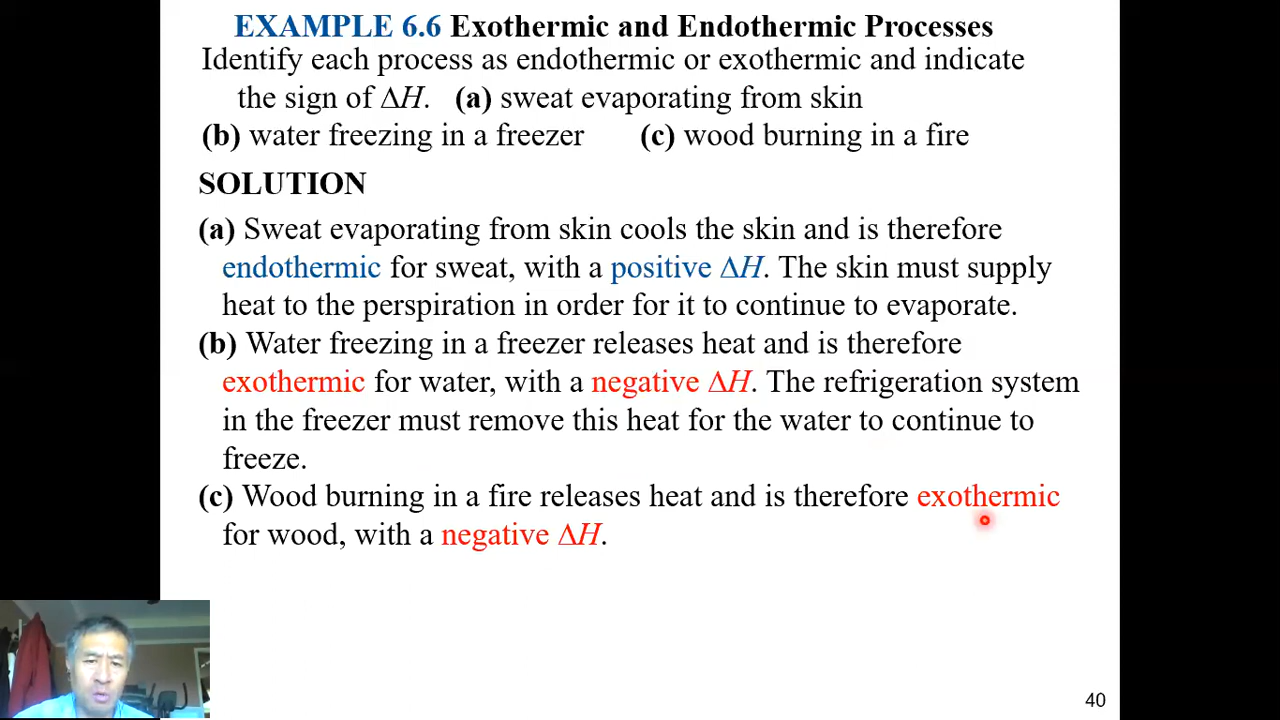 EXAMPLE 6.6 Exothermic and Endothermic Processes
Identify each process as endothermic or exothermic and indicate
the sign of ΔH. (a) sweat evaporating from skin
(b) water freezing in a freezer (c) wood burning in a fire
SOLUTION
(a) Sweat evaporating from skin cools the skin and is therefore
endothermic for sweat, with a positive ΔH. The skin must supply
heat to the perspiration in order for it to continue to evaporate.
(b) Water freezing in a freezer releases heat and is therefore
exothermic for water, with a negative ΔH. The refrigeration system
in the freezer must remove this heat for the water to continue to
freeze.
(c) Wood burning in a fire releases heat and is therefore exothermic
for wood, with a negative ΔH.
40